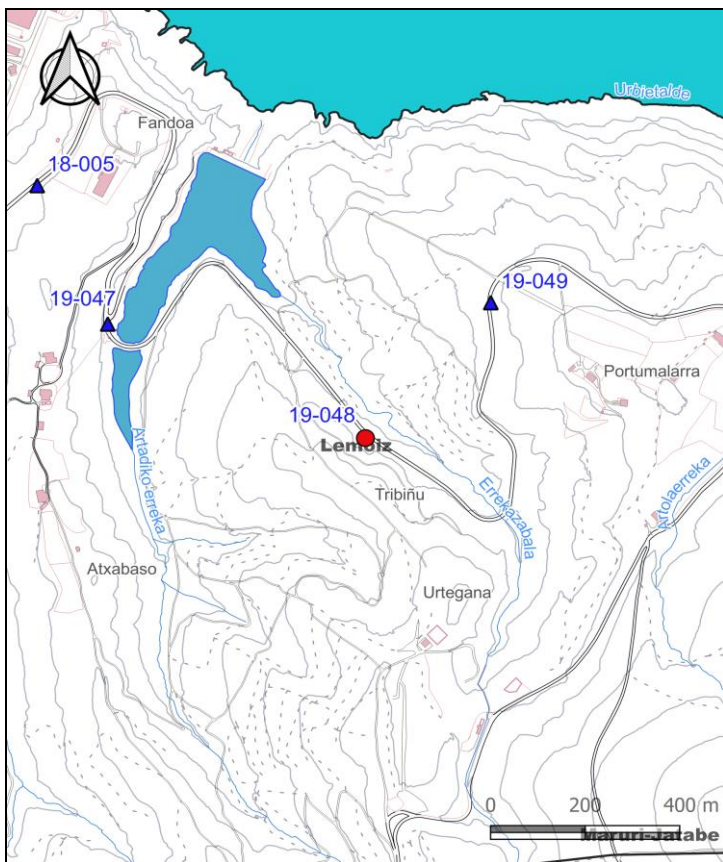 Urbietalde
Fandoa
18-005
19-047
19-049
Portumalarra
19-048
Lemoiz
Artadiko erreka
Tribiñu
Errekazabala
Artolaerreka
Atxabaso
Urtegana
0 200 400 m
Maruri-Jatabe